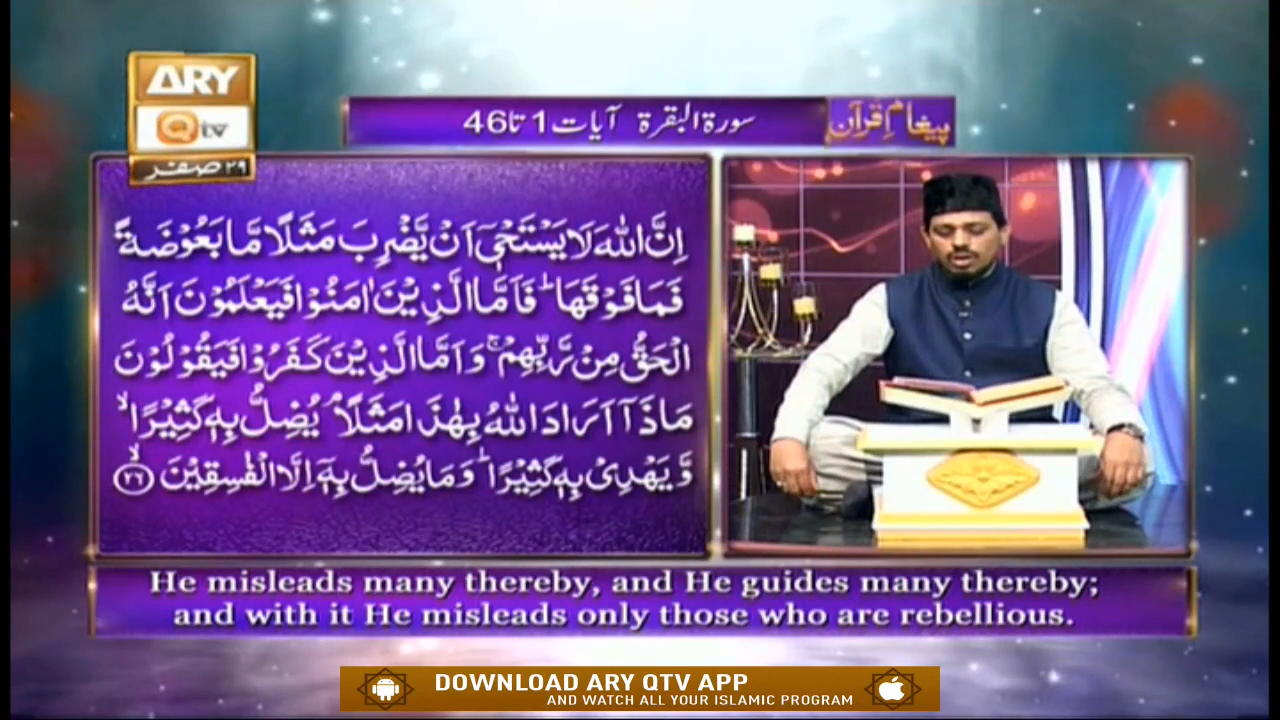 ARY
Qtv
۲۹ صفر
پیغامِ قرآن
سورۃ البقرۃ آیات 1 تا 46
اِنَّ اللّٰهَ لَا یَسْتَحْیٖۤ اَنْ یَّضْرِبَ مَثَلًا مَّا بَعُوْضَةً
فَمَا فَوْقَهَا ؕ فَاَمَّا الَّذِیْنَ اٰمَنُوْا فَیَعْلَمُوْنَ اَنَّهُ
الْحَقُّ مِنْ رَّبِّهِمْ ۚ وَ اَمَّا الَّذِیْنَ كَفَرُوْا فَیَقُوْلُوْنَ
مَاذَاۤ اَرَادَ اللّٰهُ بِهٰذَا مَثَلًا ۘ یُضِلُّ بِهٖ كَثِیْرًا ۙ
وَّ یَهْدِیْ بِهٖ كَثِیْرًا ؕ وَ مَا یُضِلُّ بِهٖۤ اِلَّا الْفٰسِقِیْنَ ۙ ﴿۲۶﴾
He misleads many thereby, and He guides many thereby;
and with it He misleads only those who are rebellious.
DOWNLOAD ARY QTV APP
AND WATCH ALL YOUR ISLAMIC PROGRAM